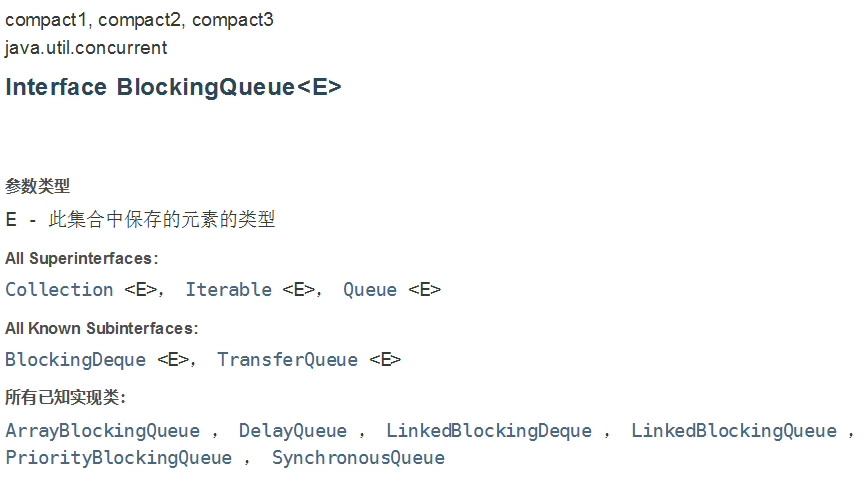 compact1, compact2, compact3
java.util.concurrent
Interface BlockingQueue<E>
参数类型
E - 此集合中保存的元素的类型
All Superinterfaces:
Collection <E>， Iterable <E>， Queue <E>
All Known Subinterfaces:
BlockingDeque <E>， TransferQueue <E>
所有已知实现类：
ArrayBlockingQueue ， DelayQueue ， LinkedBlockingDeque ， LinkedBlockingQueue ，
PriorityBlockingQueue ， SynchronousQueue